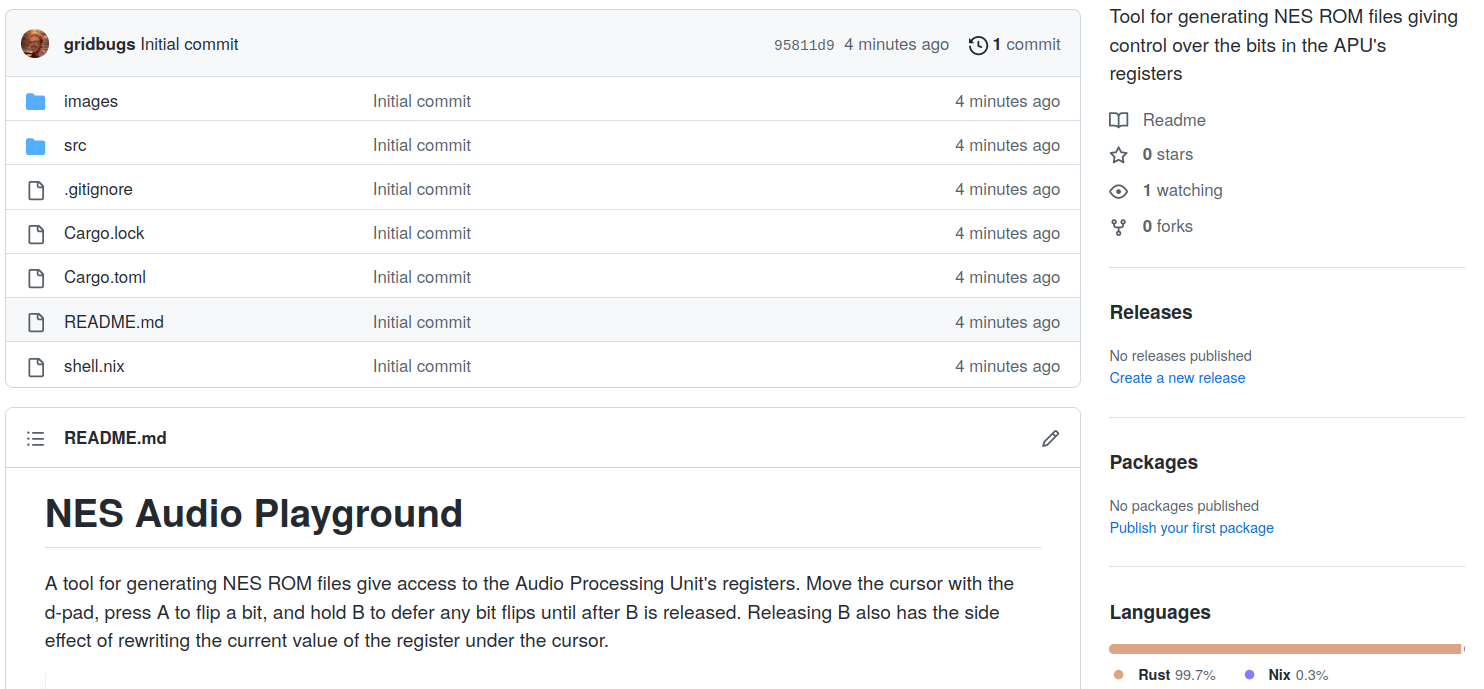 gridbugs Initial commit 95811d9 4 minutes ago 1 commit
images Initial commit 4 minutes ago
src Initial commit 4 minutes ago
.gitignore Initial commit 4 minutes ago
Cargo.lock Initial commit 4 minutes ago
Cargo.toml Initial commit 4 minutes ago
README.md Initial commit 4 minutes ago
shell.nix Initial commit 4 minutes ago
README.md
NES Audio Playground
A tool for generating NES ROM files give access to the Audio Processing Unit's registers. Move the cursor with the
d-pad, press A to flip a bit, and hold B to defer any bit flips until after B is released. Releasing B also has the side
effect of rewriting the current value of the register under the cursor.
Tool for generating NES ROM files giving
control over the bits in the APU's
registers
Readme
0 stars
1 watching
0 forks
Releases
No releases published
Create a new release
Packages
No packages published
Publish your first package
Languages
Rust 99.7% Nix 0.3%